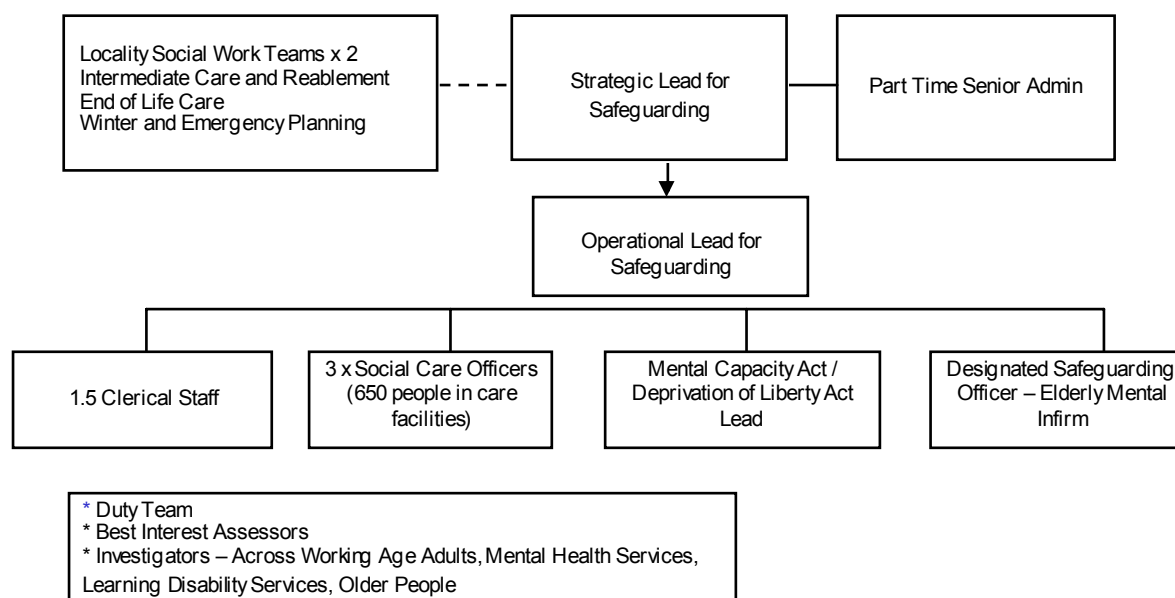 Locality Social Work Teams x 2
Intermediate Care and Reablement
End of Life Care
Winter and Emergency Planning
Strategic Lead for
Safeguarding
Part Time Senior Admin
Operational Lead for
Safeguarding
1.5 Clerical Staff
3 x Social Care Officers
(650 people in care
facilities)
Mental Capacity Act /
Deprivation of Liberty Act
Lead
Designated Safeguarding
Officer – Elderly Mental
Infirm
* Duty Team
* Best Interest Assessors
* Investigators – Across Working Age Adults, Mental Health Services,
Learning Disability Services, Older People